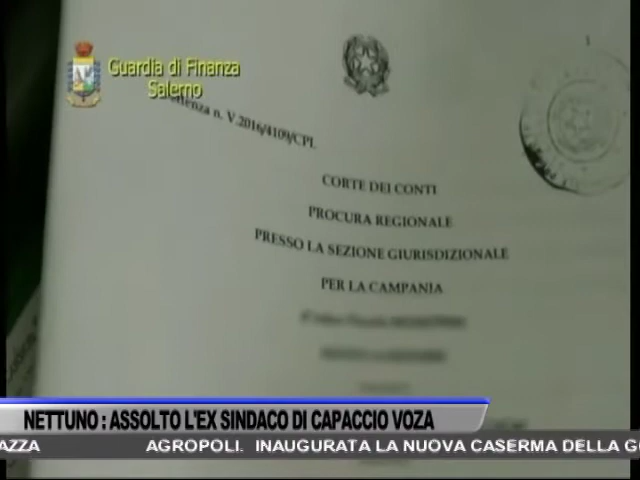 Guardia di Finanza
Salerno
n. V.2016/4109/CPL
CORTE DEI CONTI
PROCURA REGIONALE
PRESSO LA SEZIONE GIURISDIZIONALE
PER LA CAMPANIA
NETTUNO : ASSOLTO L'EX SINDACO DI CAPACCIO VOZA
AZZA AGROPOLI. INAUGURATA LA NUOVA CASERMA DELLA G